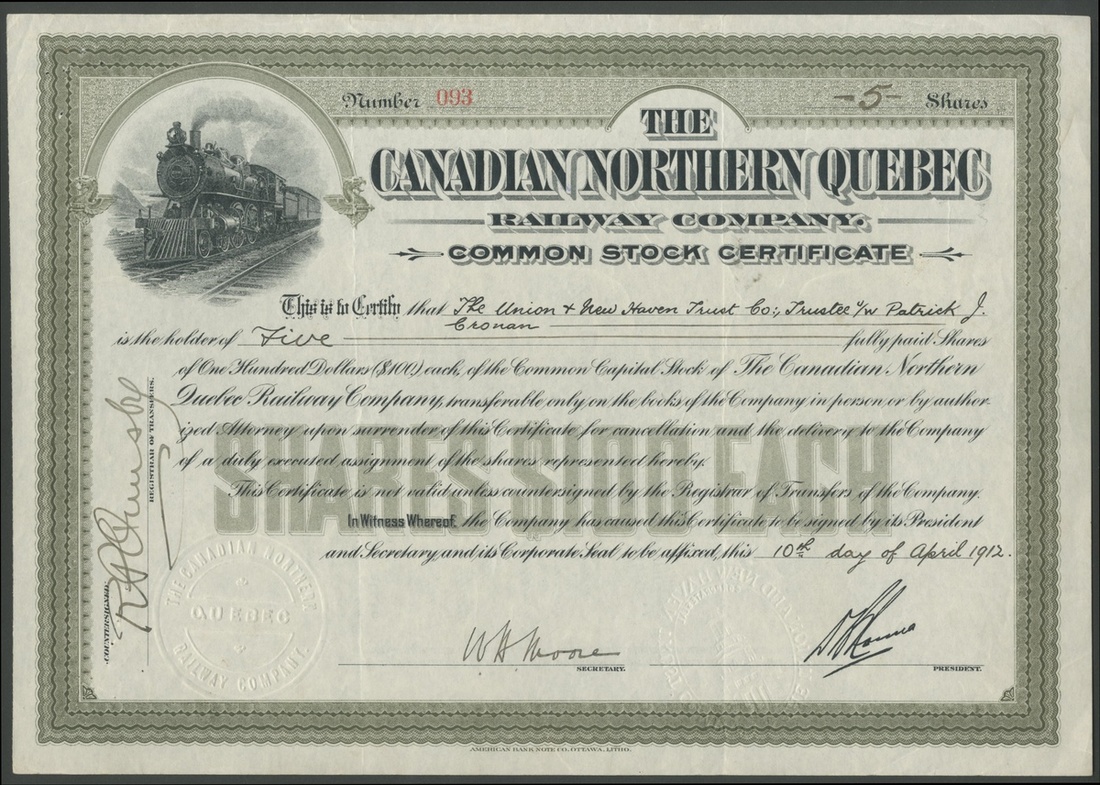 Number 093
-5- Shares
THE
CANADIAN NORTHERN QUEBEC
RAILWAY COMPANY.
COMMON STOCK CERTIFICATE
This is to Certify that The Union & New Haven Trust Co:, Trustee u/w Patrick J.
Cronan
is the holder of Five fully paid Shares
of One Hundred Dollars ($100) each, of the Common Capital Stock of The Canadian Northern
Quebec Railway Company, transferable only on the books of the Company in person or by author-
ized Attorney upon surrender of this Certificate for cancellation and the delivery to the Company
of a duly executed assignment of the shares represented hereby.
SHARES $100 EACH
This Certificate is not valid unless countersigned by the Registrar of Transfers of the Company.
In Witness Whereof, the Company has caused this Certificate to be signed by its President
and Secretary, and its Corporate Seal to be affixed, this 10th day of April 1912.
COUNTERSIGNED
REGISTRAR OF TRANSFERS.
THE CANADIAN NORTHERN
QUEBEC
RAILWAY COMPANY.
W H Moore
SECRETARY.
PRESIDENT.
AMERICAN BANK NOTE CO. OTTAWA, LITHO.